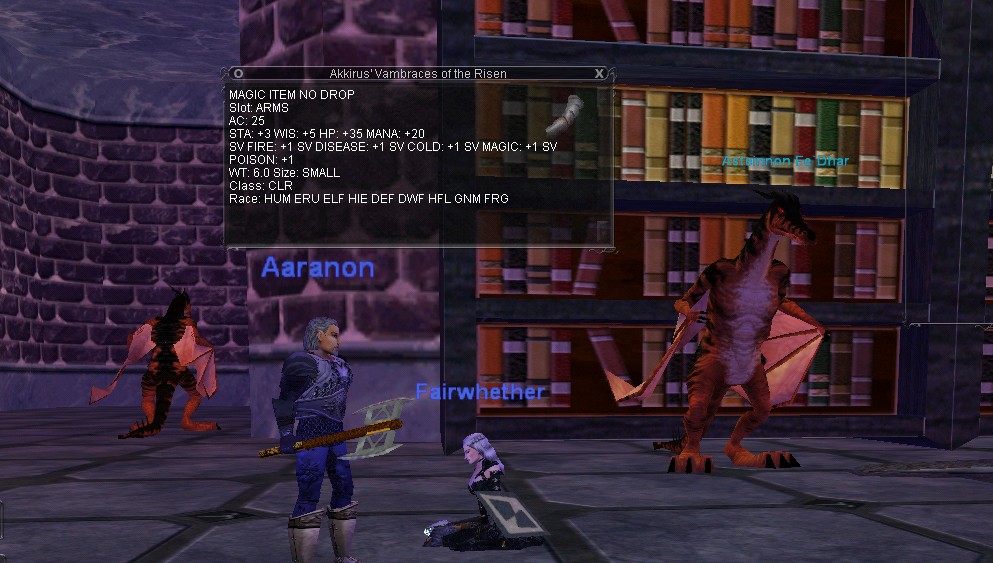 Akkirus' Vambraces of the Risen
MAGIC ITEM NO DROP
Slot: ARMS
AC: 25
STA: +3 WIS: +5 HP: +35 MANA: +20
SV FIRE: +1 SV DISEASE: +1 SV COLD: +1 SV MAGIC: +1 SV
POISON: +1
WT: 6.0 Size: SMALL
Class: CLR
Race: HUM ERU ELF HIE DEF DWF HFL GNM FRG
Fe Dhar
Aaranon
Fairwhether